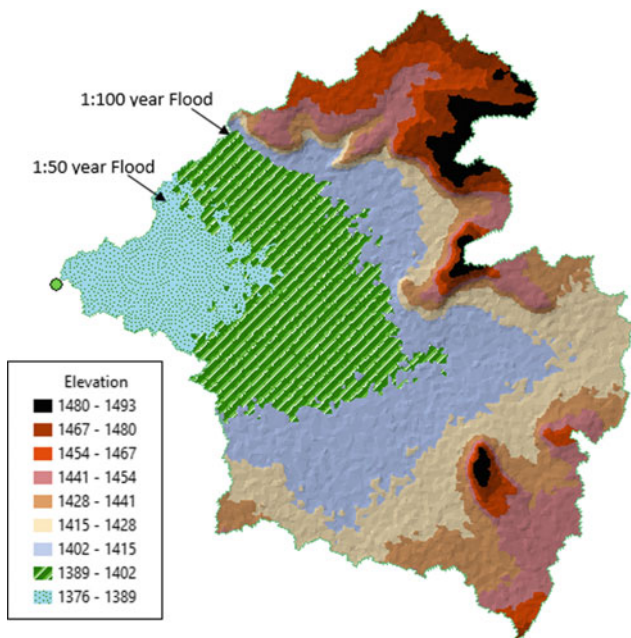 1:100 year Flood
1:50 year Flood
Elevation
1480 - 1493
1467 - 1480
1454 - 1467
1441 - 1454
1428 - 1441
1415 - 1428
1402 - 1415
1389 - 1402
1376 - 1389